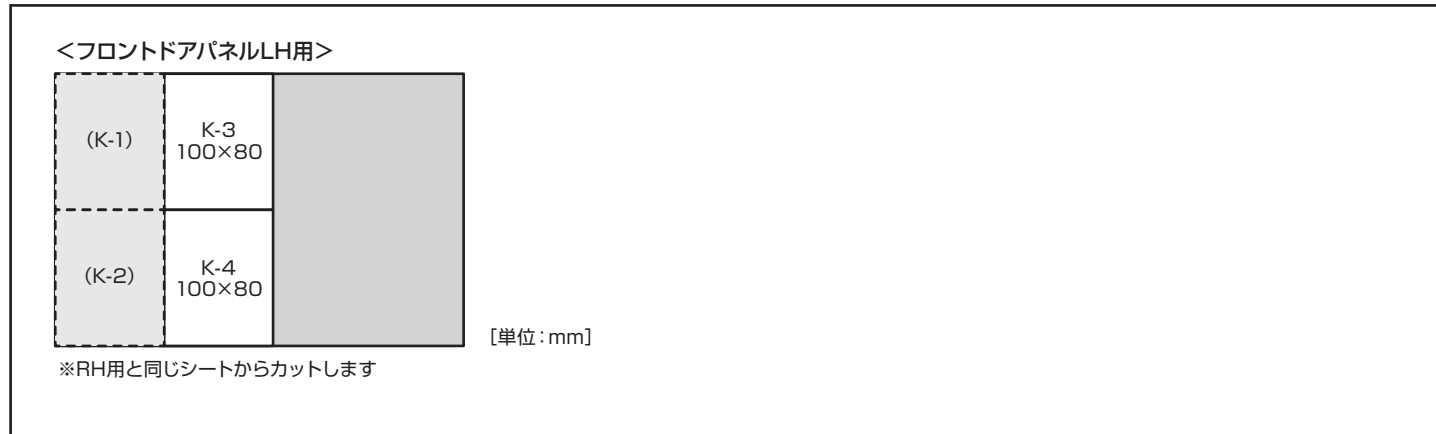 <フロントドアパネルLH用>
(K-1)
K-3
100×80
(K-2)
K-4
100×80
[単位:mm]
※RH用と同じシートからカットします